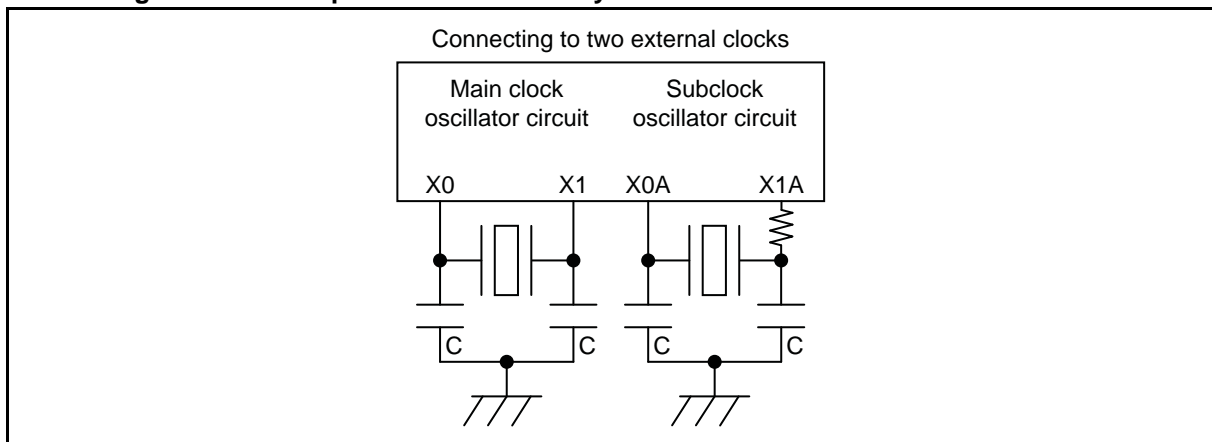 Connecting to two external clocks
Main clock
oscillator circuit
Subclock
oscillator circuit
X0 X1 X0A X1A
C C C C